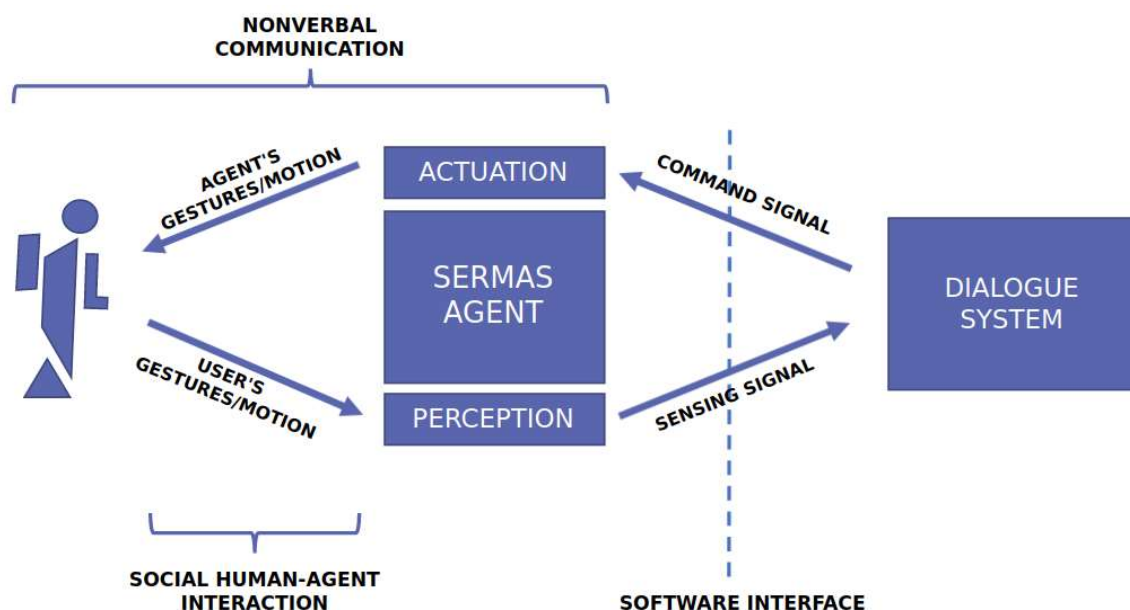 NONVERBAL
COMMUNICATION
AGENT'S
GESTURES/MOTION
ACTUATION
COMMAND SIGNAL
SERMAS
AGENT
DIALOGUE
SYSTEM
USER'S
GESTURES/MOTION
PERCEPTION
SENSING SIGNAL
SOCIAL HUMAN-AGENT
INTERACTION
SOFTWARE INTERFACE